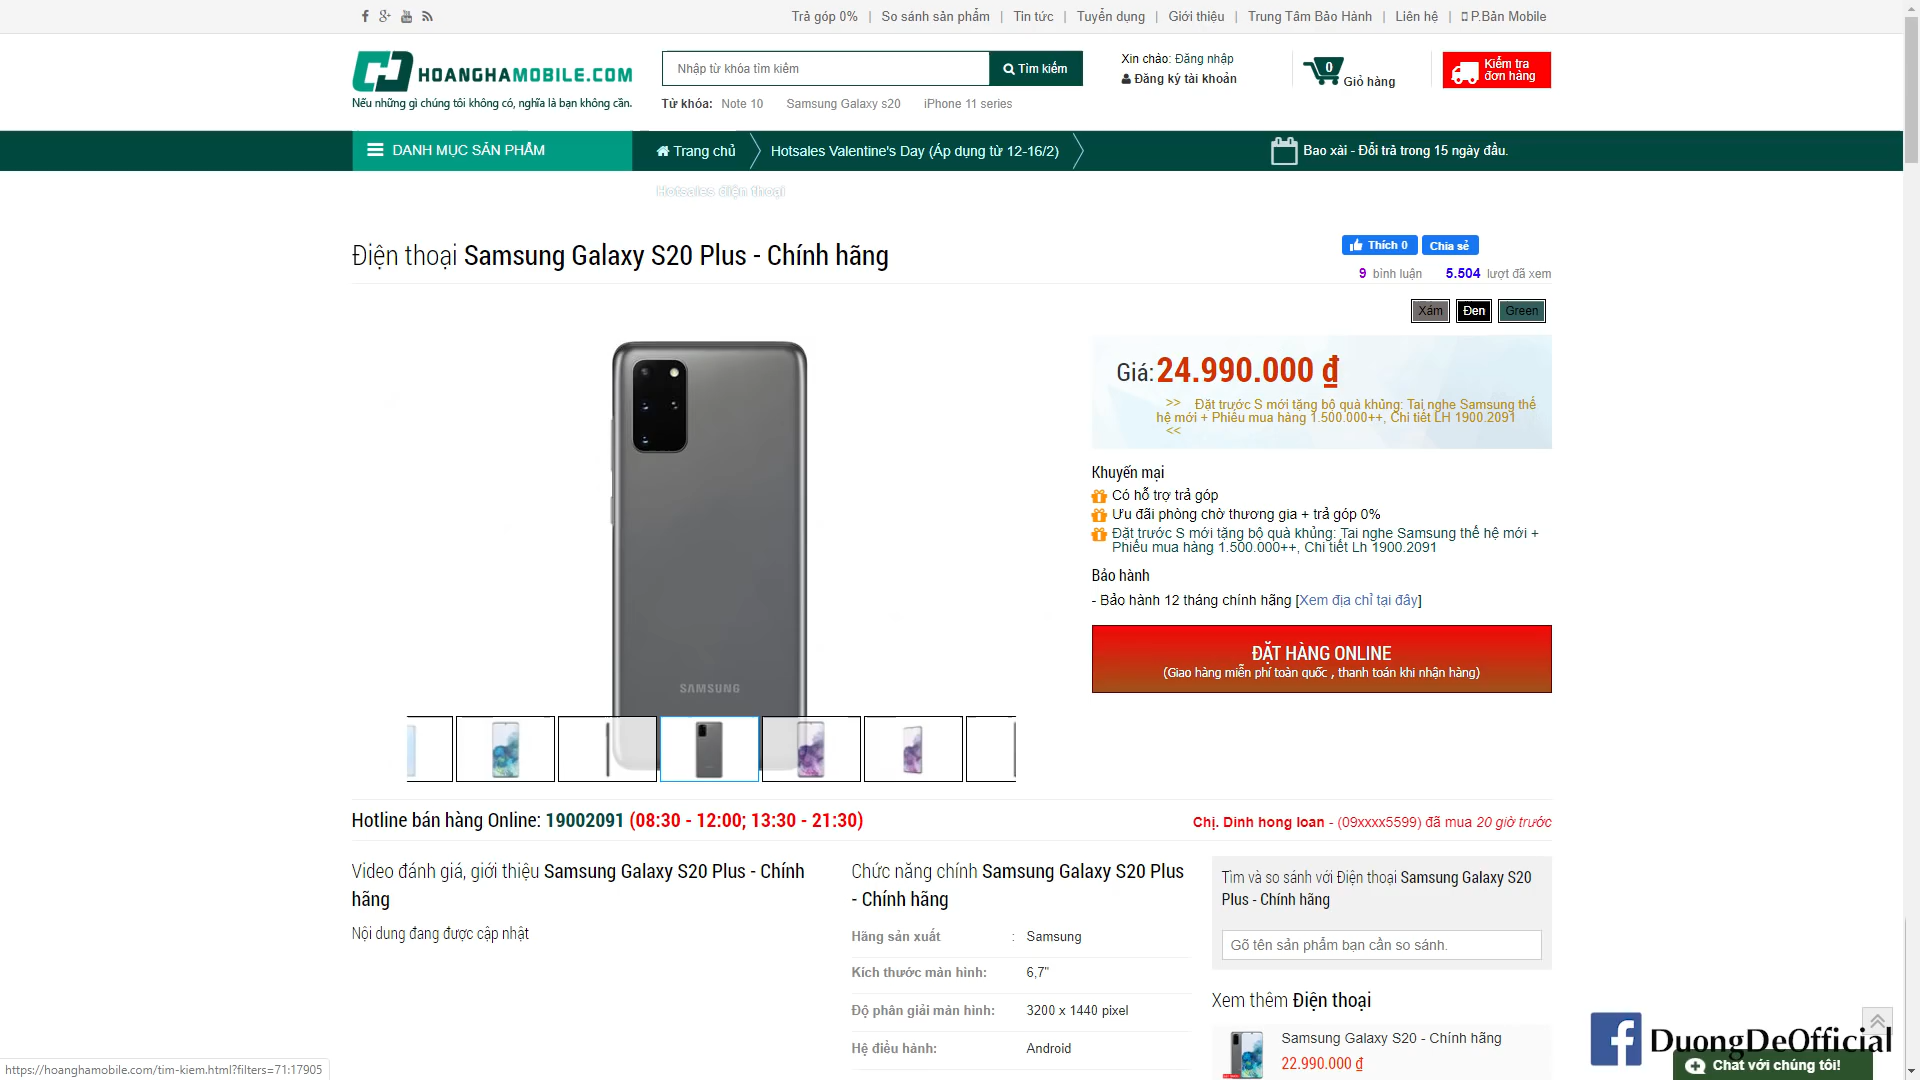 Trả góp 0% | So sánh sản phẩm | Tin tức | Tuyển dụng | Giới thiệu | Trung Tâm Bảo Hành | Liên hệ | P.Bản Mobile
HOANGHAMOBILE.COM
Nếu những gì chúng tôi không có, nghĩa là bạn không cần.
Nhập từ khóa tìm kiếm
Tìm kiếm
Từ khóa: Note 10 Samsung Galaxy s20 iPhone 11 series
Xin chào: Đăng nhập
Đăng ký tài khoản
0
Giỏ hàng
Kiểm tra
đơn hàng
DANH MỤC SẢN PHẨM
Trang chủ
Hotsales Valentine's Day (Áp dụng từ 12-16/2)
Bao xài - Đổi trả trong 15 ngày đầu.
Hotsales điện thoại
Điện thoại Samsung Galaxy S20 Plus - Chính hãng
Thích 0
Chia sẻ
9 bình luận 5.504 lượt đã xem
Xám
Đen
Green
Giá: 24.990.000 ₫
>> Đặt trước S mới tặng bộ quà khủng: Tai nghe Samsung thế
hệ mới + Phiếu mua hàng 1.500.000++, Chi tiết LH 1900.2091
<<
Khuyến mại
Có hỗ trợ trả góp
Ưu đãi phòng chờ thương gia + trả góp 0%
Đặt trước S mới tặng bộ quà khủng: Tai nghe Samsung thế hệ mới +
Phiếu mua hàng 1.500.000++, Chi tiết Lh 1900.2091
Bảo hành
- Bảo hành 12 tháng chính hãng [Xem địa chỉ tại đây]
ĐẶT HÀNG ONLINE
(Giao hàng miễn phí toàn quốc , thanh toán khi nhận hàng)
SAMSUNG
Hotline bán hàng Online: 19002091 (08:30 - 12:00; 13:30 - 21:30)
Chị. Dinh hong loan - (09xxxx5599) đã mua 20 giờ trước
Video đánh giá, giới thiệu Samsung Galaxy S20 Plus - Chính
hãng
Nội dung đang được cập nhật
Chức năng chính Samsung Galaxy S20 Plus
- Chính hãng
Hãng sản xuất : Samsung
Kích thước màn hình: 6,7"
Độ phân giải màn hình: 3200 x 1440 pixel
Hệ điều hành: Android
Tìm và so sánh với Điện thoại Samsung Galaxy S20
Plus - Chính hãng
Gõ tên sản phẩm bạn cần so sánh.
Xem thêm Điện thoại
Samsung Galaxy S20 - Chính hãng
22.990.000 ₫
DuongDeOfficial
Chat với chúng tôi!
https://hoanghamobile.com/tim-kiem.html?filters=71:17905